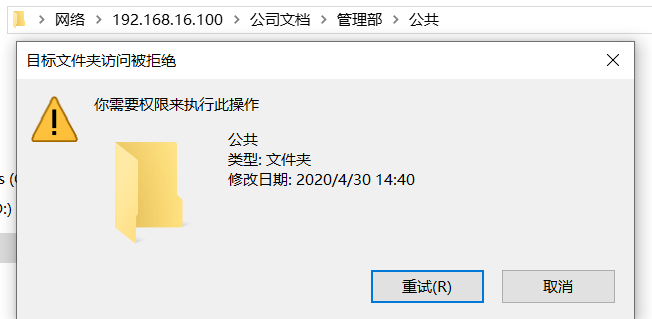 网络 > 192.168.16.100 > 公司文档 > 管理部 > 公共
目标文件夹访问被拒绝
你需要权限来执行此操作
公共
类型: 文件夹
修改日期: 2020/4/30 14:40
s (
):)
重试(R)
取消